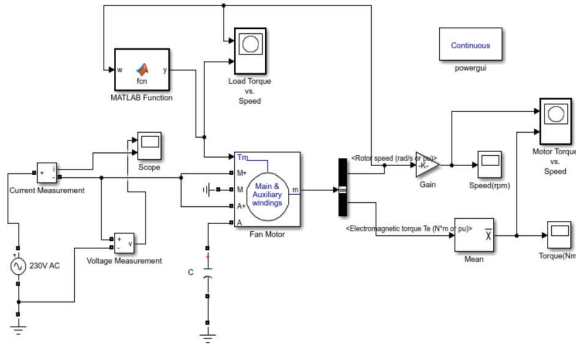 w
fcn
y
MATLAB Function
Load Torque
vs.
Speed
Continuous
powergui
Scope
+
i
-
Current Measurement
Tm
M+
M
A+
A
Main &
Auxiliary
windings
m
Fan Motor
<Rotor speed (rad/s or pu)>
-K-
Gain
Speed(rpm)
Motor Torque
vs.
Speed
+
-
v
Voltage Measurement
<Electromagnetic torque Te (N*m or pu)>
X
Mean
Torque(Nm
+
230V AC
C
+